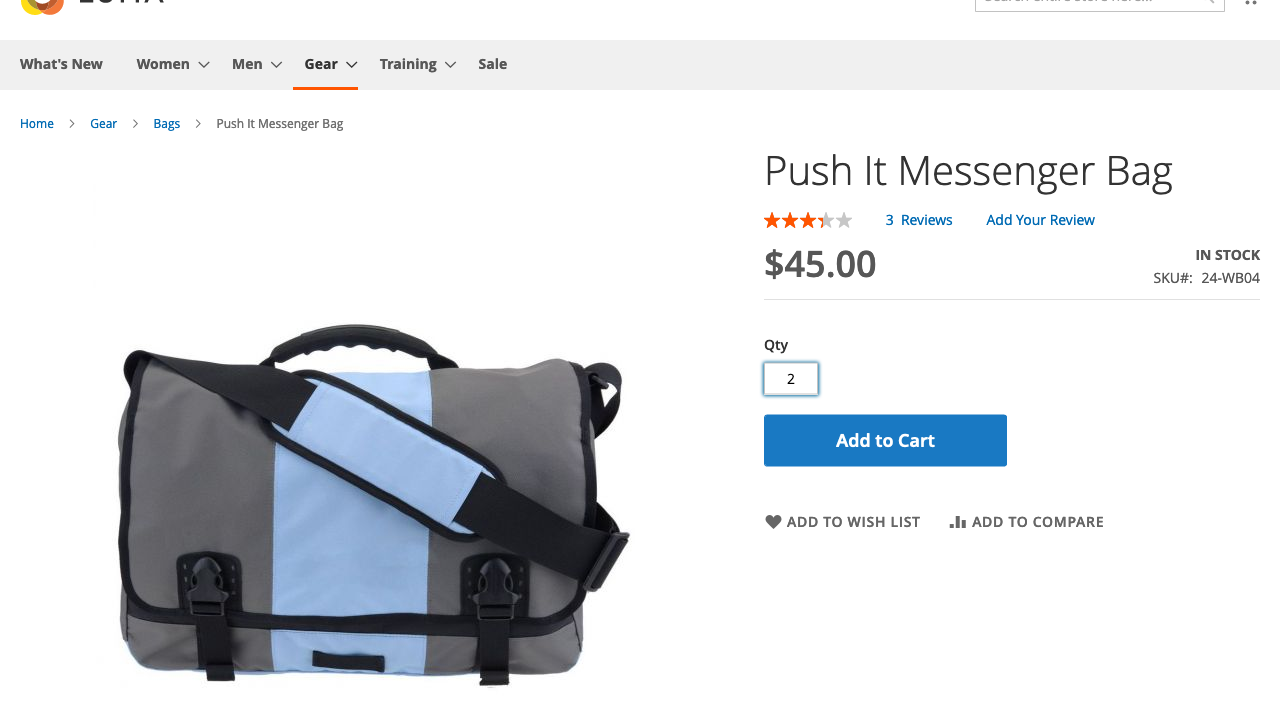 What's New
Women
Men
Gear
Training
Sale
Home
Gear
Bags
Push It Messenger Bag
Push It Messenger Bag
3 Reviews
Add Your Review
$45.00
IN STOCK
SKU#: 24-WB04
Qty
2
Add to Cart
ADD TO WISH LIST
ADD TO COMPARE